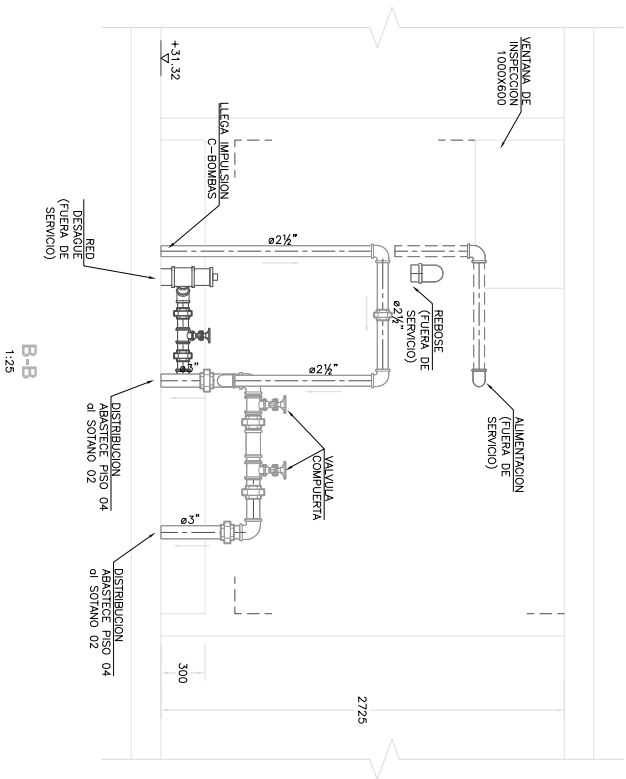 VENTANA DE
INSPECCION
1000X600
+31.32
LLEGA IMPULSION
C-BOMBAS
RED
DESAGUE
(FUERA DE
SERVICIO)
ø2½"
ø2½"
REBOSE
(FUERA DE
SERVICIO)
ALIMENTACION
(FUERA DE
SERVICIO)
ø2½"
ø3"
DISTRIBUCION
ABASTECE PISO 04
al SOTANO 02
VALVULA
COMPUERTA
ø3"
DISTRIBUCION
ABASTECE PISO 04
al SOTANO 02
300
2725
B-B
1:25